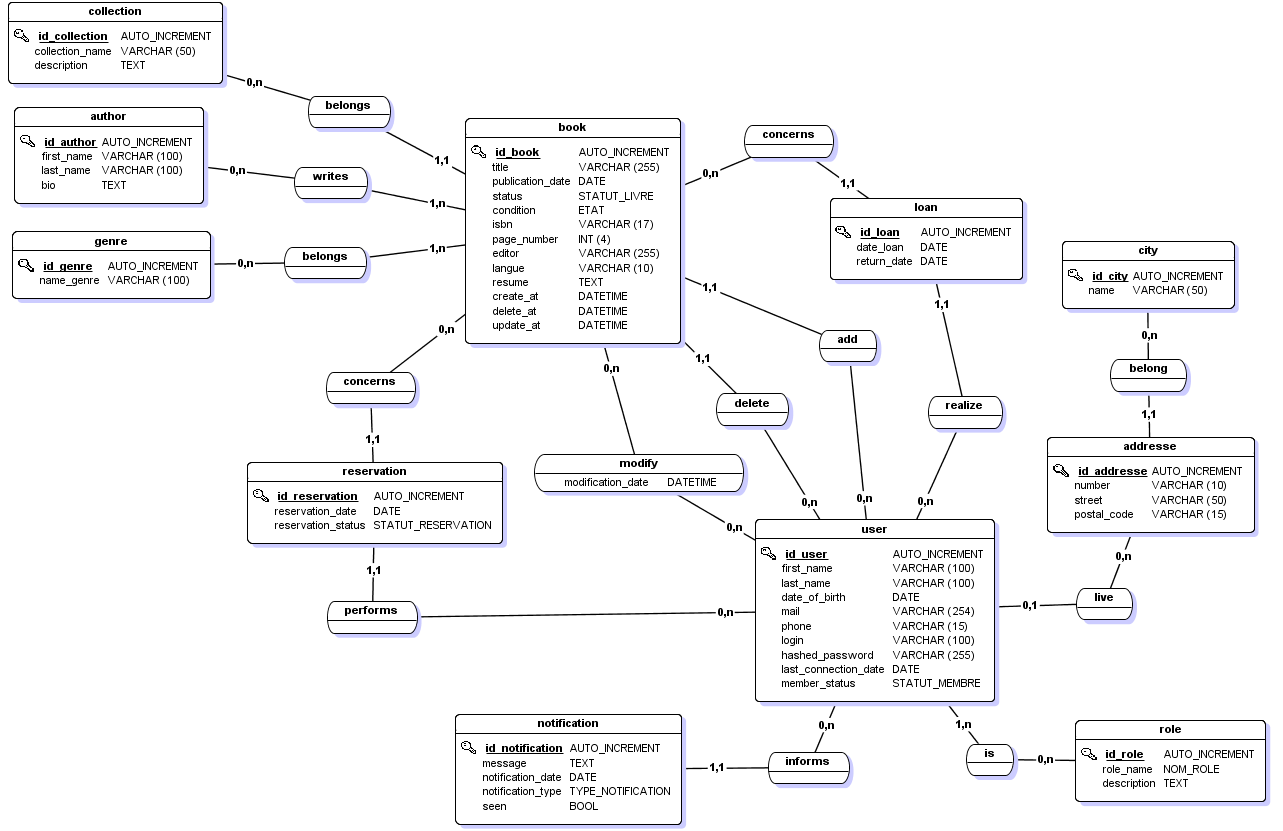 collection
id_collection AUTO_INCREMENT
collection_name VARCHAR (50)
description TEXT
0,n
belongs
1,1
author
id_author AUTO_INCREMENT
first_name VARCHAR (100)
last_name VARCHAR (100)
bio TEXT
0,n
writes
1,n
genre
id_genre AUTO_INCREMENT
name_genre VARCHAR (100)
0,n
belongs
1,n
book
id_book AUTO_INCREMENT
title VARCHAR (255)
publication_date DATE
status STATUT_LIVRE
condition ETAT
isbn VARCHAR (17)
page_number INT (4)
editor VARCHAR (255)
langue VARCHAR (10)
resume TEXT
create_at DATETIME
delete_at DATETIME
update_at DATETIME
concerns
0,n
1,1
loan
id_loan AUTO_INCREMENT
date_loan DATE
return_date DATE
1,1
realize
0,n
city
id_city AUTO_INCREMENT
name VARCHAR (50)
0,n
belong
1,1
addresse
id_addresse AUTO_INCREMENT
number VARCHAR (10)
street VARCHAR (50)
postal_code VARCHAR (15)
0,n
live
0,1
1,1
add
0,n
1,1
delete
0,n
0,n
modify
modification_date DATETIME
0,n
0,n
concerns
1,1
reservation
id_reservation AUTO_INCREMENT
reservation_date DATE
reservation_status STATUT_RESERVATION
1,1
performs
0,n
user
id_user AUTO_INCREMENT
first_name VARCHAR (100)
last_name VARCHAR (100)
date_of_birth DATE
mail VARCHAR (254)
phone VARCHAR (15)
login VARCHAR (100)
hashed_password VARCHAR (255)
last_connection_date DATE
member_status STATUT_MEMBRE
notification
id_notification AUTO_INCREMENT
message TEXT
notification_date DATE
notification_type TYPE_NOTIFICATION
seen BOOL
1,1
informs
0,n
1,n
is
0,n
role
id_role AUTO_INCREMENT
role_name NOM_ROLE
description TEXT